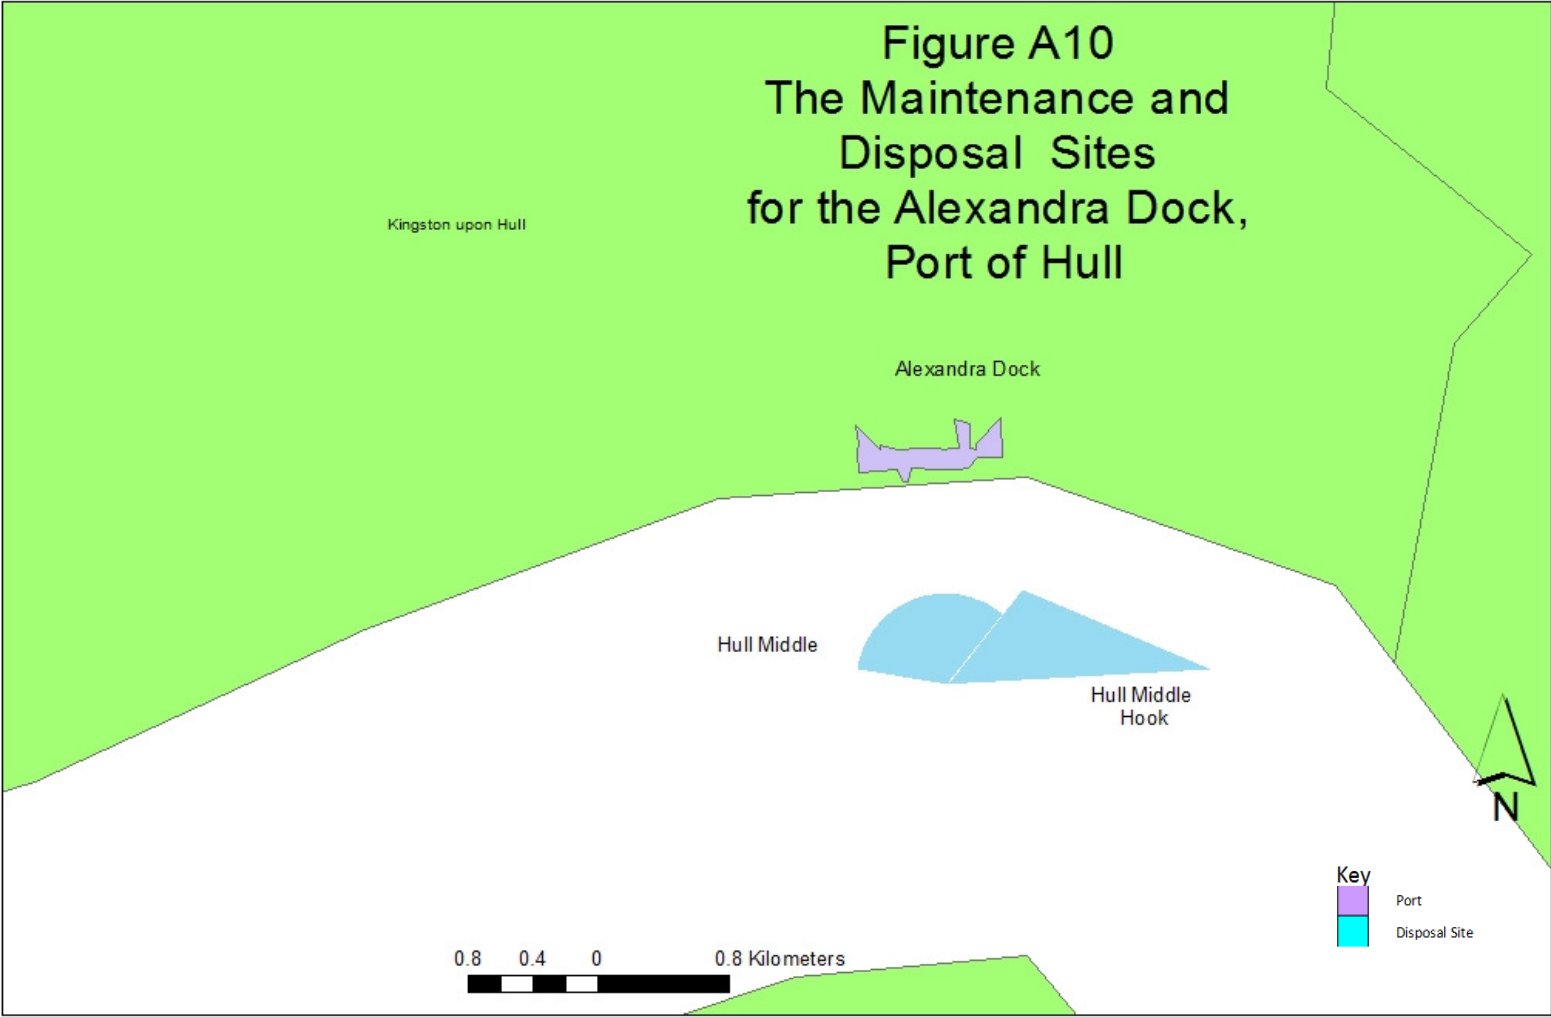 Figure A10
The Maintenance and
Disposal Sites
for the Alexandra Dock,
Port of Hull
Kingston upon Hull
Alexandra Dock
Hull Middle
Hull Middle
Hook
N
Key
Port
Disposal Site
0.8 0.4 0 0.8 Kilometers